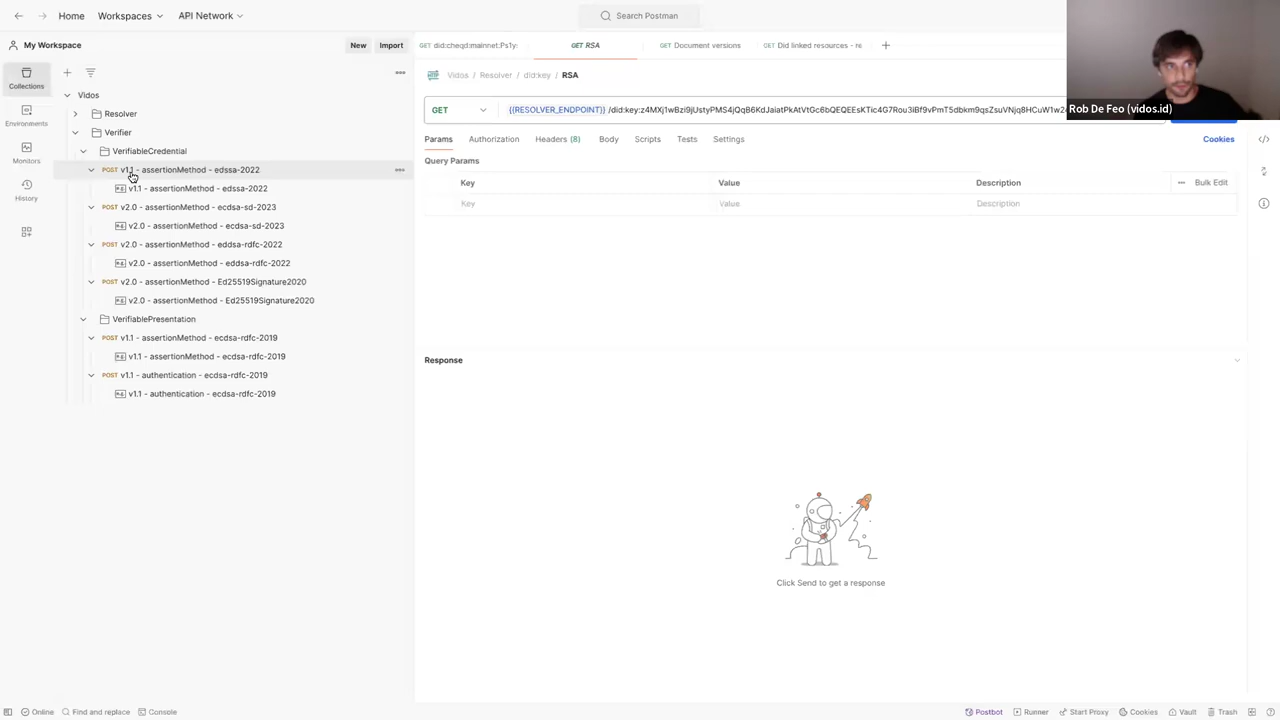 Home Workspaces API Network Search Postman
My Workspace New Import
GET did:cheqd:mainnet:Ps1y GET RSA GET Document versions GET Did linked resources - re
Collections
Environments
Monitors
History
Vidos
Resolver
Verifier
VerifiableCredential
POST v1.1 - assertionMethod - edssa-2022
v1.1 - assertionMethod - edssa-2022
POST v2.0 - assertionMethod - ecdsa-sd-2023
v2.0 - assertionMethod - ecdsa-sd-2023
POST v2.0 - assertionMethod - eddsa-rdfc-2022
v2.0 - assertionMethod - eddsa-rdfc-2022
POST v2.0 - assertionMethod - Ed25519Signature2020
v2.0 - assertionMethod - Ed25519Signature2020
VerifiablePresentation
POST v1.1 - assertionMethod - ecdsa-rdfc-2019
v1.1 - assertionMethod - ecdsa-rdfc-2019
POST v1.1 - authentication - ecdsa-rdfc-2019
v1.1 - authentication - ecdsa-rdfc-2019
Vidos / Resolver / did:key / RSA
GET {{RESOLVER_ENDPOINT}} /did:key:z4MXj1wBzi9jUstyPMS4jQqB6KdJaiatPkAtVtGc6bQEQEEsKTic4G7Rou3iBf9vPmT5dbkm9qsZsuVNjq8HCuW1w2
Rob De Feo (vidos.id)
Params Authorization Headers (8) Body Scripts Tests Settings Cookies
Query Params
Key Value Description Bulk Edit
Key Value Description
Response
Click Send to get a response
Online Find and replace Console Postbot Runner Start Proxy Cookies Vault Trash